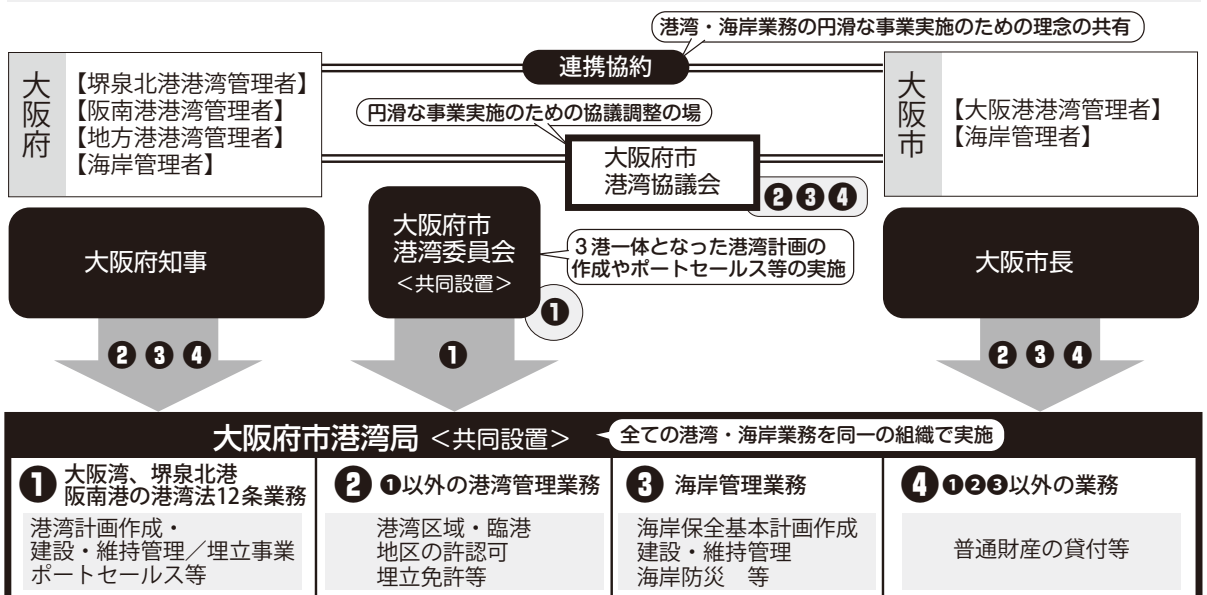 港湾・海岸業務の円滑な事業実施のための理念の共有
連携協約
大阪府
【堺泉北港港湾管理者】
【阪南港港湾管理者】
【地方港港湾管理者】
【海岸管理者】
円滑な事業実施のための協議調整の場
大阪府市
港湾協議会
❷❸❹
大阪市
【大阪港港湾管理者】
【海岸管理者】
大阪府知事
大阪府市
港湾委員会
＜共同設置＞
❶
3港一体となった港湾計画の
作成やポートセールス等の実施
大阪市長
❷❸❹
❶
❷❸❹
大阪府市港湾局 ＜共同設置＞
全ての港湾・海岸業務を同一の組織で実施
❶ 大阪湾、堺泉北港
阪南港の港湾法12条業務
港湾計画作成・
建設・維持管理／埋立事業
ポートセールス等
❷ ❶以外の港湾管理業務
港湾区域・臨港
地区の許認可
埋立免許等
❸ 海岸管理業務
海岸保全基本計画作成
建設・維持管理
海岸防災　等
❹ ❶❷❸以外の業務
普通財産の貸付等